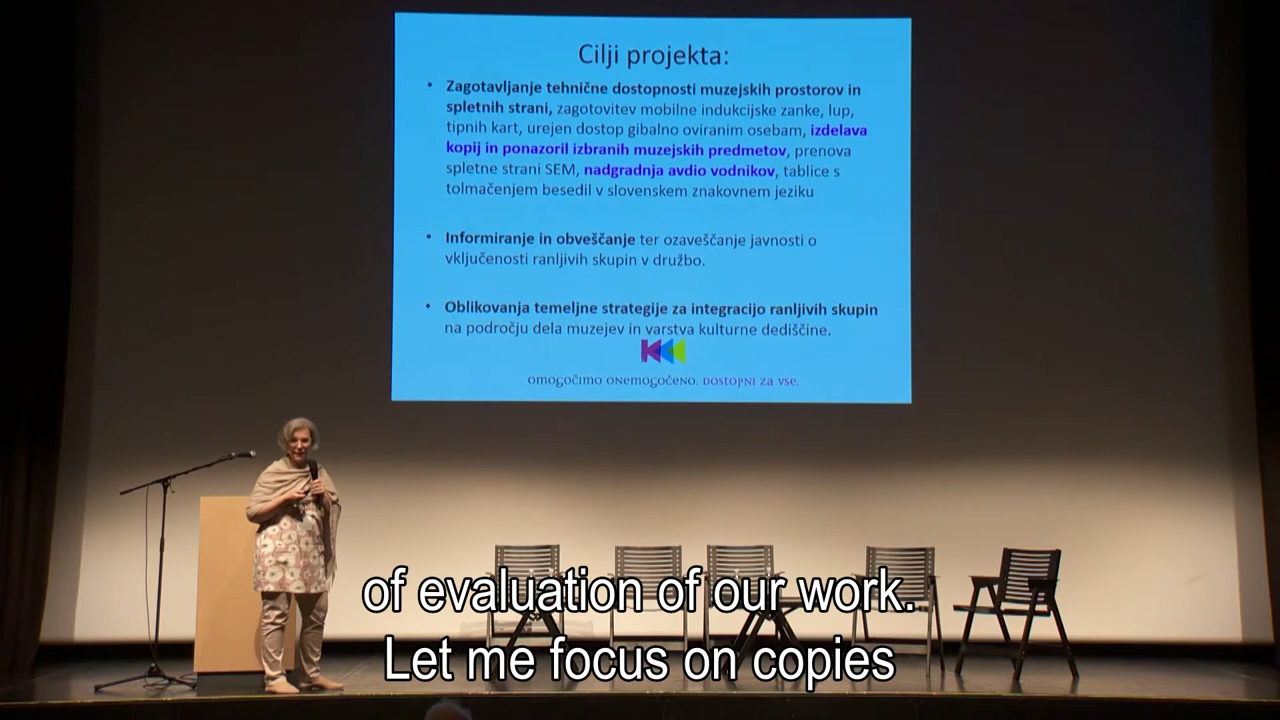 Cilji projekta:
• Zagotavljanje tehnične dostopnosti muzejskih prostorov in
spletnih strani, zagotovitev mobilne indukcijske zanke, lup,
tipnih kart, urejen dostop gibalno oviranim osebam, izdelava
kopij in ponazoril izbranih muzejskih predmetov, prenova
spletne strani SEM, nadgradnja avdio vodnikov, tablice s
tolmačenjem besedil v slovenskem znakovnem jeziku
• Informiranje in obveščanje ter ozaveščanje javnosti o
vključenosti ranljivih skupin v družbo.
• Oblikovanja temeljne strategije za integracijo ranljivih skupin
na področju dela muzejev in varstva kulturne dediščine.
omogočimo onemogočeno. Dostopni za vse.
of evaluation of our work.
Let me focus on copies